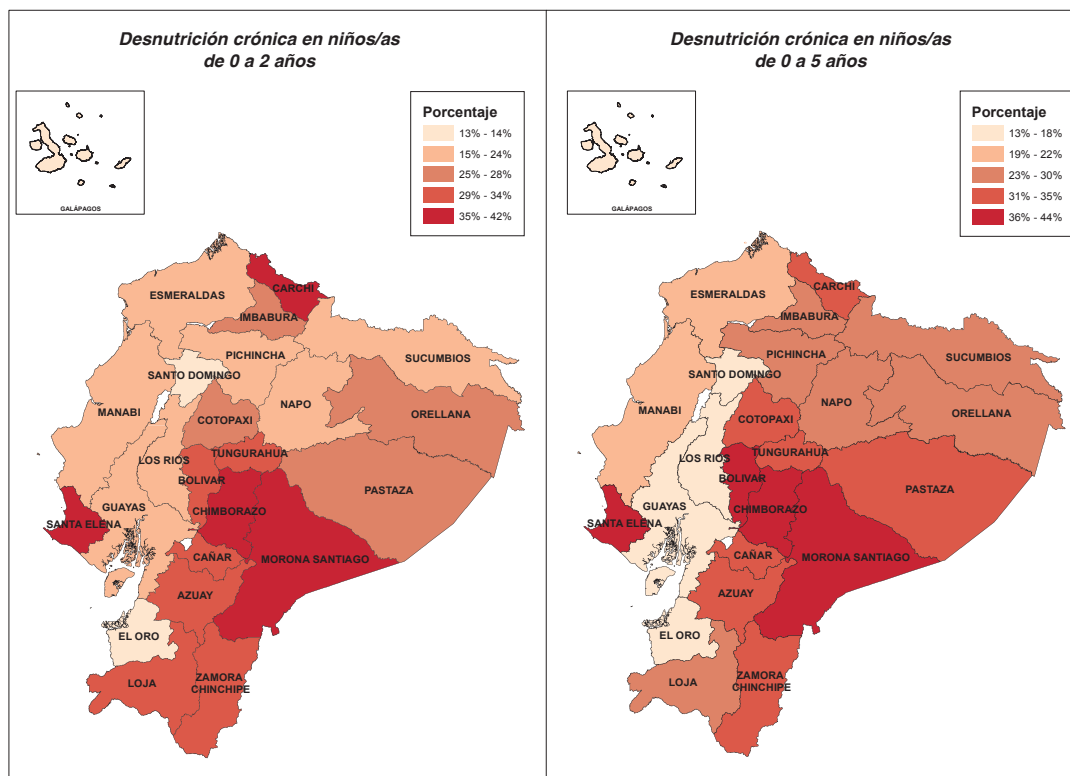 Desnutrición crónica en niños/as
de 0 a 2 años
Porcentaje
13% - 14%
15% - 24%
25% - 28%
29% - 34%
35% - 42%
GALÁPAGOS
ESMERALDAS
CARCHI
IMBABURA
PICHINCHA
SUCUMBIOS
SANTO DOMINGO
MANABI
NAPO
ORELLANA
COTOPAXI
LOS RIOS
TUNGURAHUA
BOLIVAR
PASTAZA
GUAYAS
CHIMBORAZO
SANTA ELENA
CAÑAR
MORONA SANTIAGO
AZUAY
EL ORO
LOJA
ZAMORA
CHINCHIPE
Desnutrición crónica en niños/as
de 0 a 5 años
Porcentaje
13% - 18%
19% - 22%
23% - 30%
31% - 35%
36% - 44%
GALÁPAGOS
ESMERALDAS
CARCHI
IMBABURA
PICHINCHA
SUCUMBIOS
SANTO DOMINGO
MANABI
NAPO
ORELLANA
COTOPAXI
LOS RIOS
TUNGURAHUA
BOLIVAR
PASTAZA
GUAYAS
CHIMBORAZO
SANTA ELENA
CAÑAR
MORONA SANTIAGO
AZUAY
EL ORO
LOJA
ZAMORA
CHINCHIPE